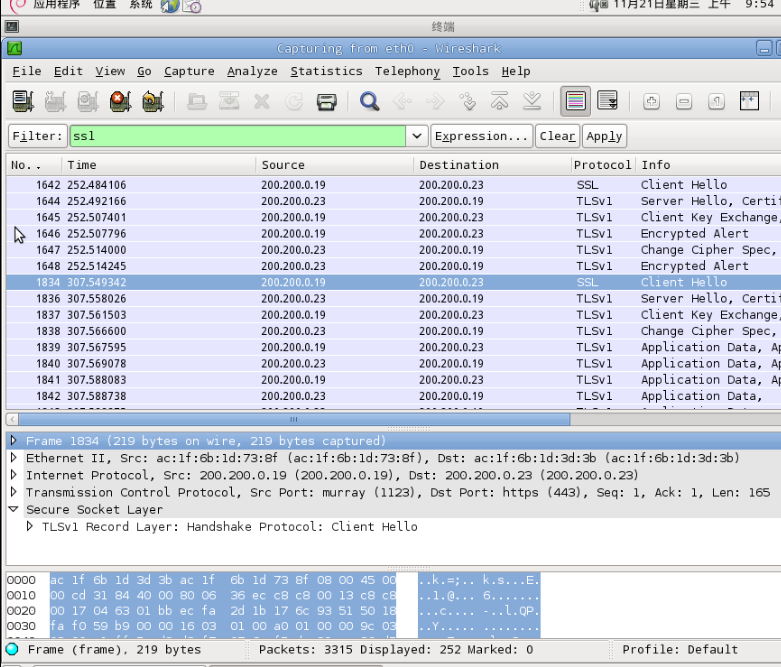 应用程序 位置 系统 11月21日星期三 上午 9:54
终端
Capturing from eth0 - Wireshark
File Edit View Go Capture Analyze Statistics Telephony Tools Help
Filter: ssl Expression... Clear Apply
No. . Time Source Destination Protocol Info
1642 252.484106 200.200.0.19 200.200.0.23 SSL Client Hello
1644 252.492166 200.200.0.23 200.200.0.19 TLSv1 Server Hello, Certi
1645 252.507401 200.200.0.19 200.200.0.23 TLSv1 Client Key Exchange,
1646 252.507796 200.200.0.19 200.200.0.23 TLSv1 Encrypted Alert
1647 252.514000 200.200.0.23 200.200.0.19 TLSv1 Change Cipher Spec,
1648 252.514245 200.200.0.23 200.200.0.19 TLSv1 Encrypted Alert
1834 307.549342 200.200.0.19 200.200.0.23 SSL Client Hello
1836 307.558026 200.200.0.23 200.200.0.19 TLSv1 Server Hello, Certif
1837 307.561503 200.200.0.19 200.200.0.23 TLSv1 Client Key Exchange,
1838 307.566600 200.200.0.23 200.200.0.19 TLSv1 Change Cipher Spec,
1839 307.567595 200.200.0.19 200.200.0.23 TLSv1 Application Data, Ap
1840 307.569078 200.200.0.23 200.200.0.19 TLSv1 Application Data, Ap
1841 307.588083 200.200.0.19 200.200.0.23 TLSv1 Application Data, Ap
1842 307.588738 200.200.0.23 200.200.0.19 TLSv1 Application Data,
Frame 1834 (219 bytes on wire, 219 bytes captured)
Ethernet II, Src: ac:1f:6b:1d:73:8f (ac:1f:6b:1d:73:8f), Dst: ac:1f:6b:1d:3d:3b (ac:1f:6b:1d:3d:3b)
Internet Protocol, Src: 200.200.0.19 (200.200.0.19), Dst: 200.200.0.23 (200.200.0.23)
Transmission Control Protocol, Src Port: murray (1123), Dst Port: https (443), Seq: 1, Ack: 1, Len: 165
Secure Socket Layer
TLSv1 Record Layer: Handshake Protocol: Client Hello
0000 ac 1f 6b 1d 3d 3b ac 1f 6b 1d 73 8f 08 00 45 00 ..k.=;.. k.s...E.
0010 00 cd 31 84 40 00 80 06 36 ec c8 c8 00 13 c8 c8 ..1.@... 6.......
0020 00 17 04 63 01 bb ec fa 2d 1b 17 6c 93 51 50 18 ...c.... -..l.QP.
0030 fa f0 59 b9 00 00 16 03 01 00 a0 01 00 00 9c 03 ..Y..... ........
Frame (frame), 219 bytes Packets: 3315 Displayed: 252 Marked: 0 Profile: Default